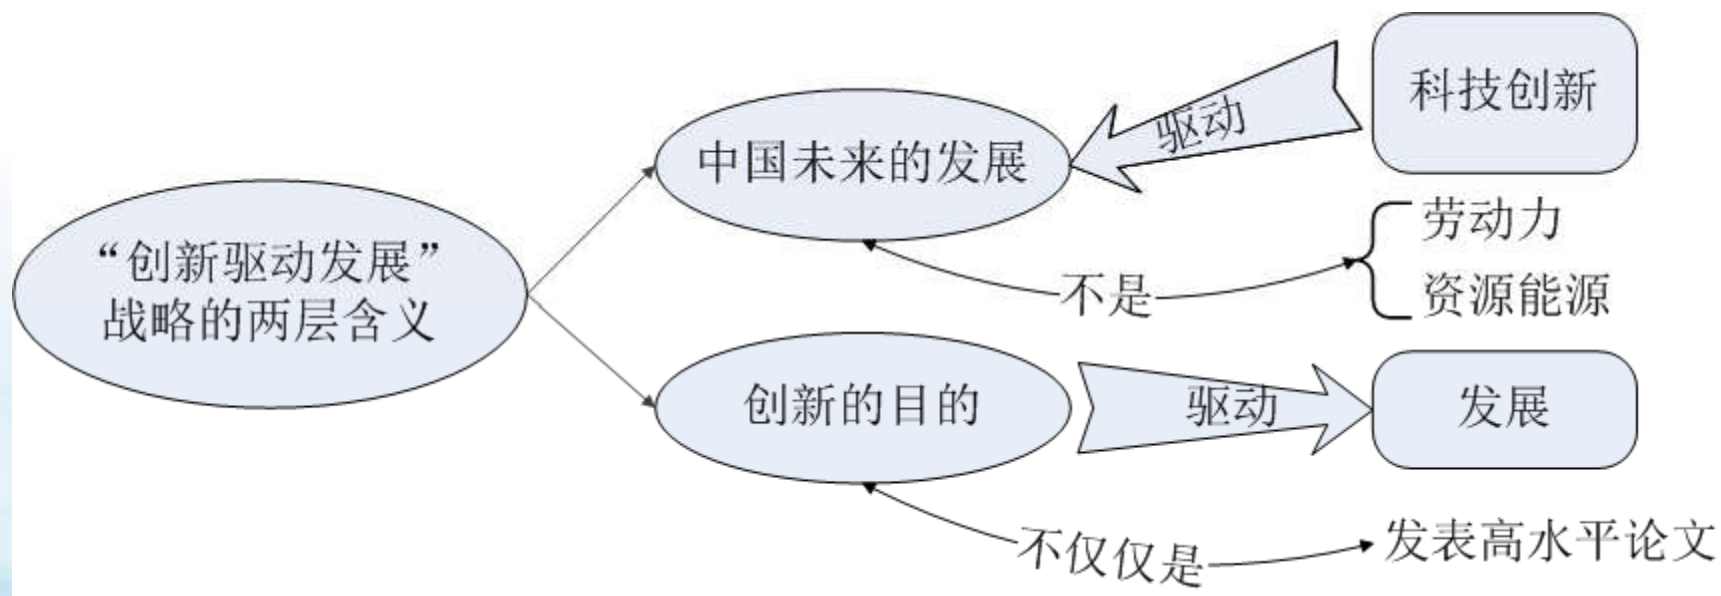 “创新驱动发展”
战略的两层含义
中国未来的发展
驱动
科技创新
不是
劳动力
资源能源
创新的目的
驱动
发展
不仅仅是
发表高水平论文